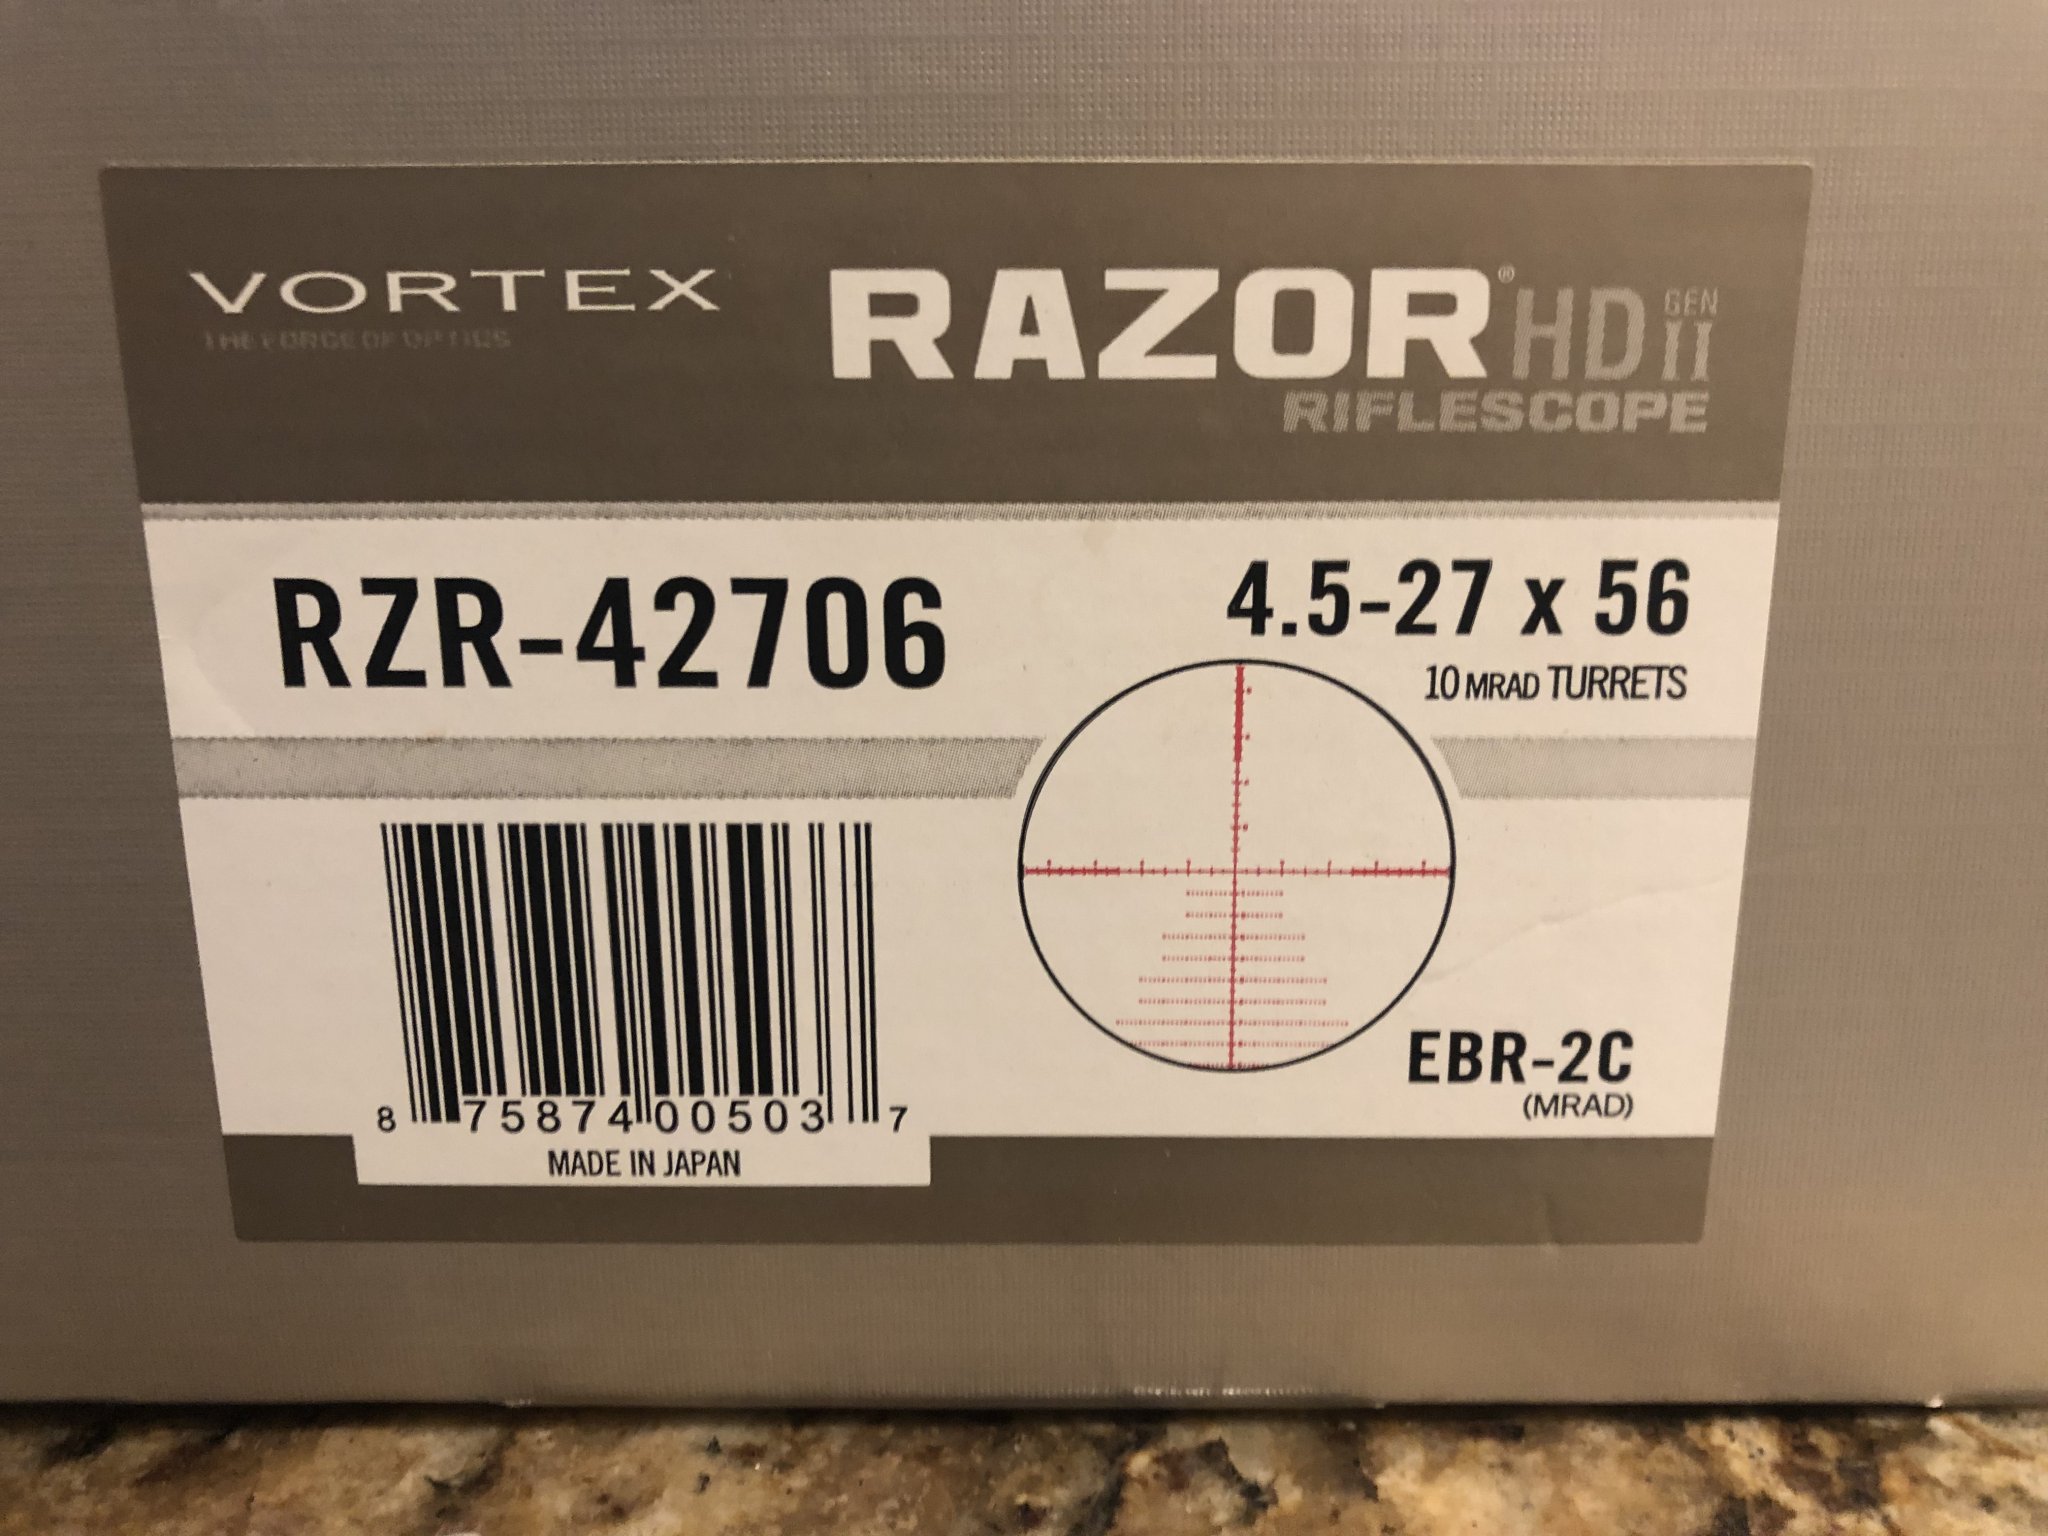 VORTEX
THE FORCE OF OPTICS
RAZOR® HD GEN II
RIFLESCOPE
RZR-42706
4.5-27 x 56
10 MRAD TURRETS
EBR-2C
(MRAD)
8 75874 00503 7
MADE IN JAPAN